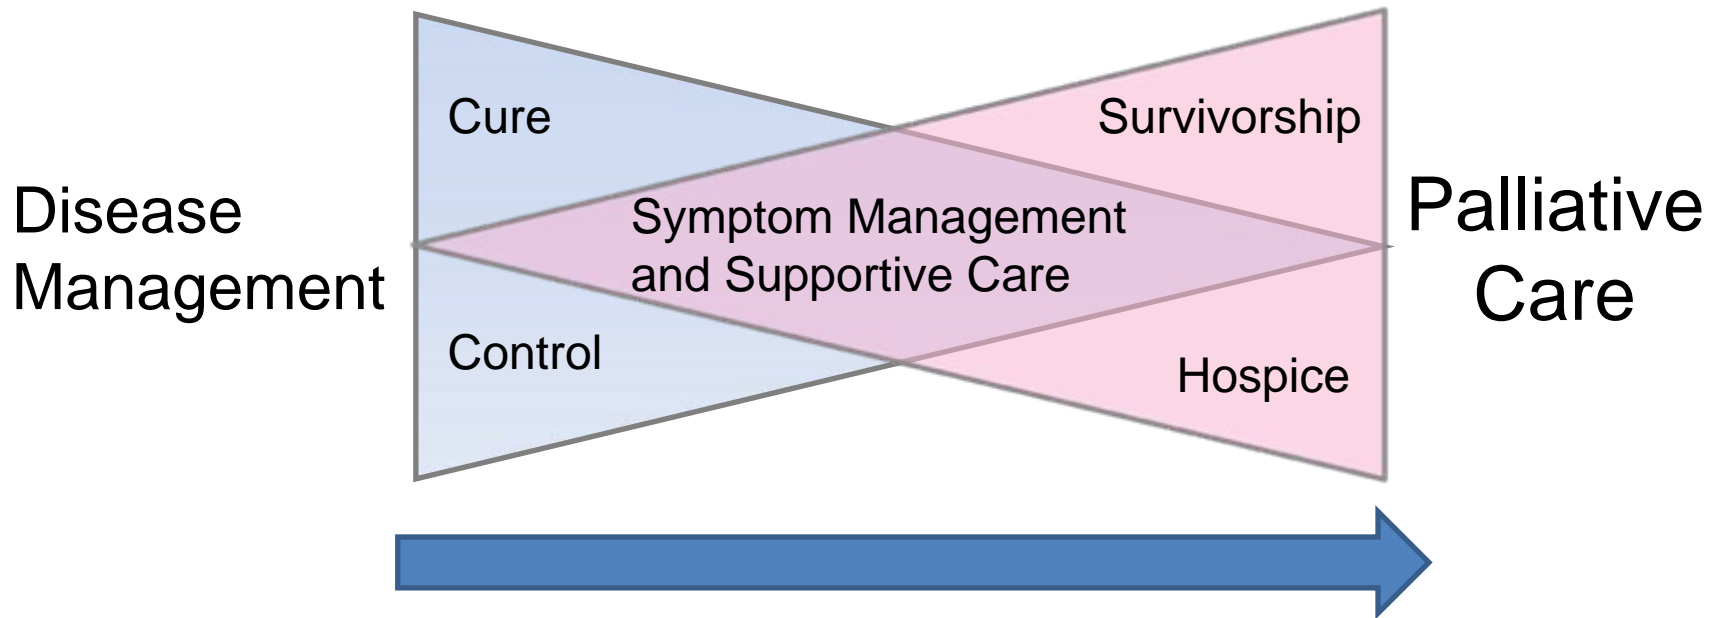 Disease
Management
Cure
Control
Symptom Management
and Supportive Care
Survivorship
Hospice
Palliative
Care